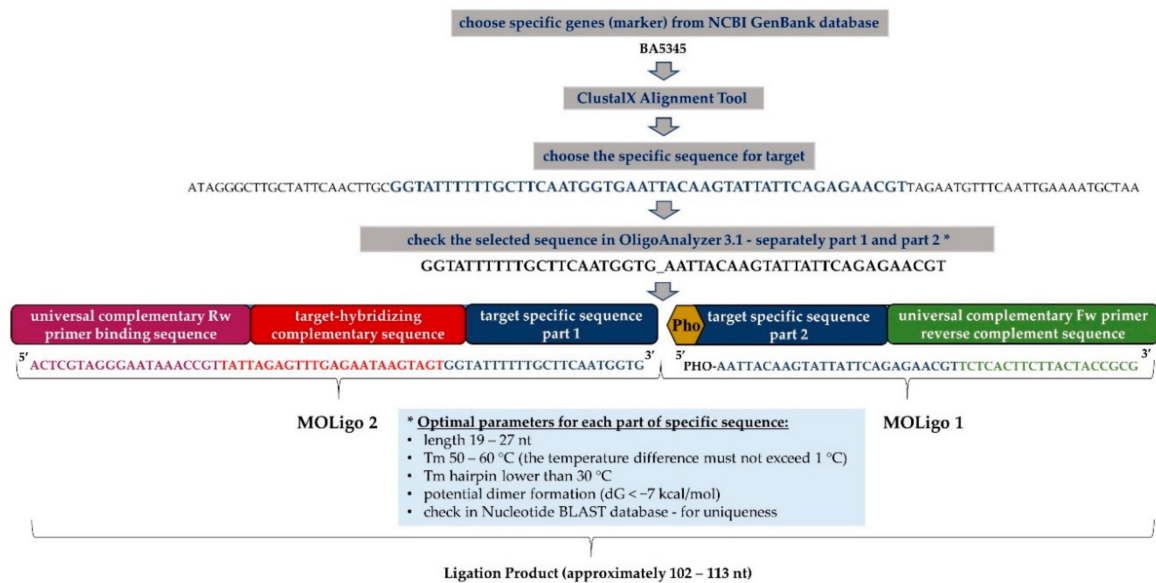 choose specific genes (marker) from NCBI GenBank database
BA5345
ClustalX Alignment Tool
choose the specific sequence for target
ATAGGGCTTGCTATTCAACTTGCGGTATTTTTTGCTTCAATGGTGAATTACAAGTATTATTCAGAGAACGTTAGAATGTTTCAATTGAAAATGCTAA
check the selected sequence in OligoAnalyzer 3.1 - separately part 1 and part 2 *
GGTATTTTTTGCTTCAATGGTG_AATTACAAGTATTATTCAGAGAACGT
universal complementary Rw primer binding sequence
target-hybridizing complementary sequence
target specific sequence part 1
Pho
target specific sequence part 2
universal complementary Fw primer reverse complement sequence
5′ ACTCGTAGGGAATAAACCGTTATTAGAGTTTGAGAATAAGTAGTGGTATTTTTTGCTTCAATGGTG 3′
5′ PHO-AATTACAAGTATTATTCAGAGAACGTTCTCACTTCTTACTACCGCG 3′
MOLigo 2
MOLigo 1
* Optimal parameters for each part of specific sequence:
• length 19 – 27 nt
• Tm 50 – 60 °C (the temperature difference must not exceed 1 °C)
• Tm hairpin lower than 30 °C
• potential dimer formation (dG < −7 kcal/mol)
• check in Nucleotide BLAST database - for uniqueness
Ligation Product (approximately 102 – 113 nt)